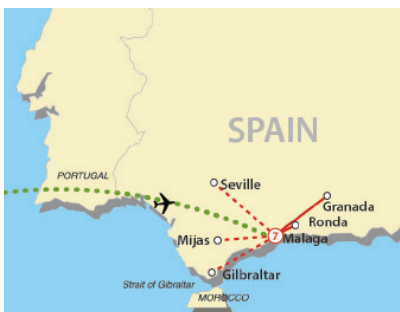 SPAIN
PORTUGAL
Seville
Granada
Ronda
7
Malaga
Mijas
Gilbraltar
Strait of Gibraltar
MOROCCO